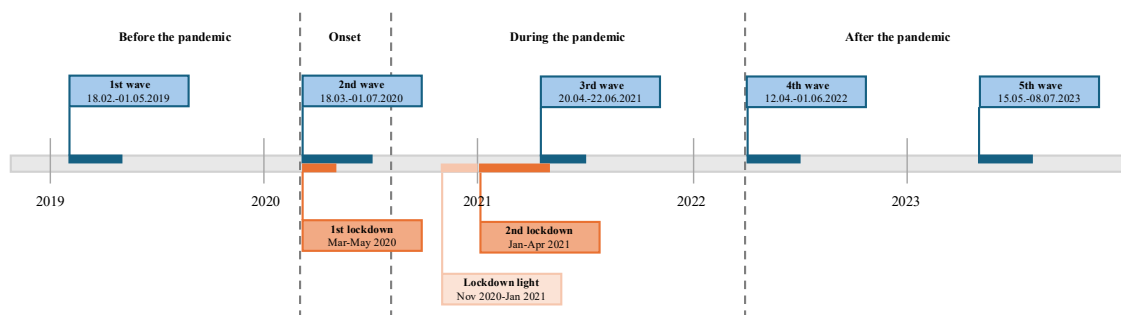 Before the pandemic
Onset
During the pandemic
After the pandemic
1st wave
18.02.-01.05.2019
2nd wave
18.03.-01.07.2020
3rd wave
20.04.-22.06.2021
4th wave
12.04.-01.06.2022
5th wave
15.05.-08.07.2023
2019
2020
2021
2022
2023
1st lockdown
Mar-May 2020
2nd lockdown
Jan-Apr 2021
Lockdown light
Nov 2020-Jan 2021